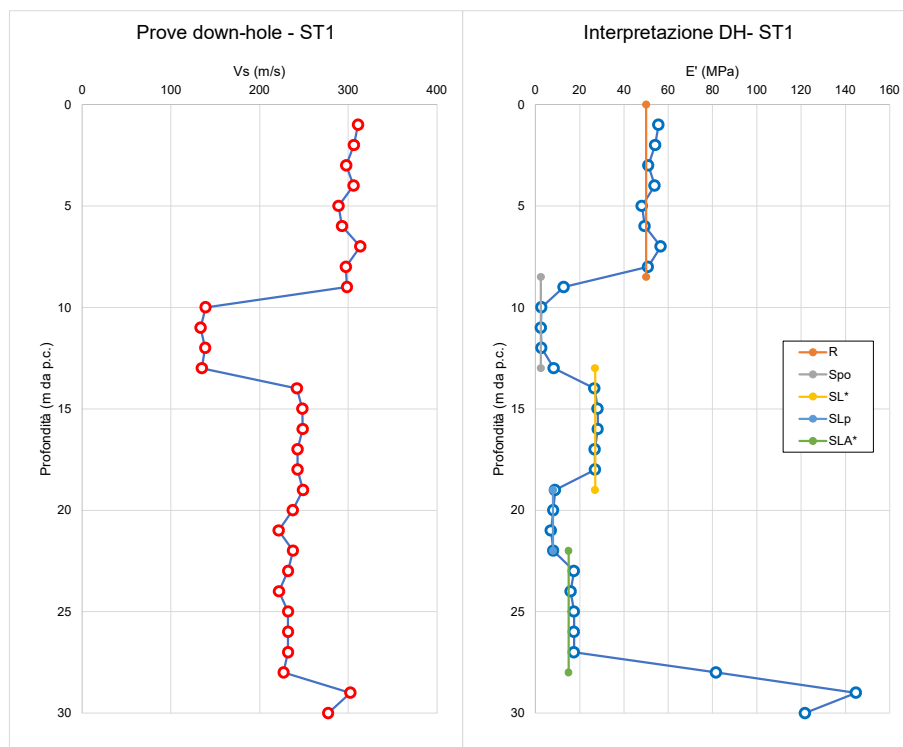 Prove down-hole - ST1
Vs (m/s)
0 100 200 300 400
0
5
10
15
20
25
30
Profondità (m da p.c.)
Interpretazione DH- ST1
E' (MPa)
0 20 40 60 80 100 120 140 160
0
5
10
15
20
25
30
Profondità (m da p.c.)
R
Spo
SL*
SLp
SLA*